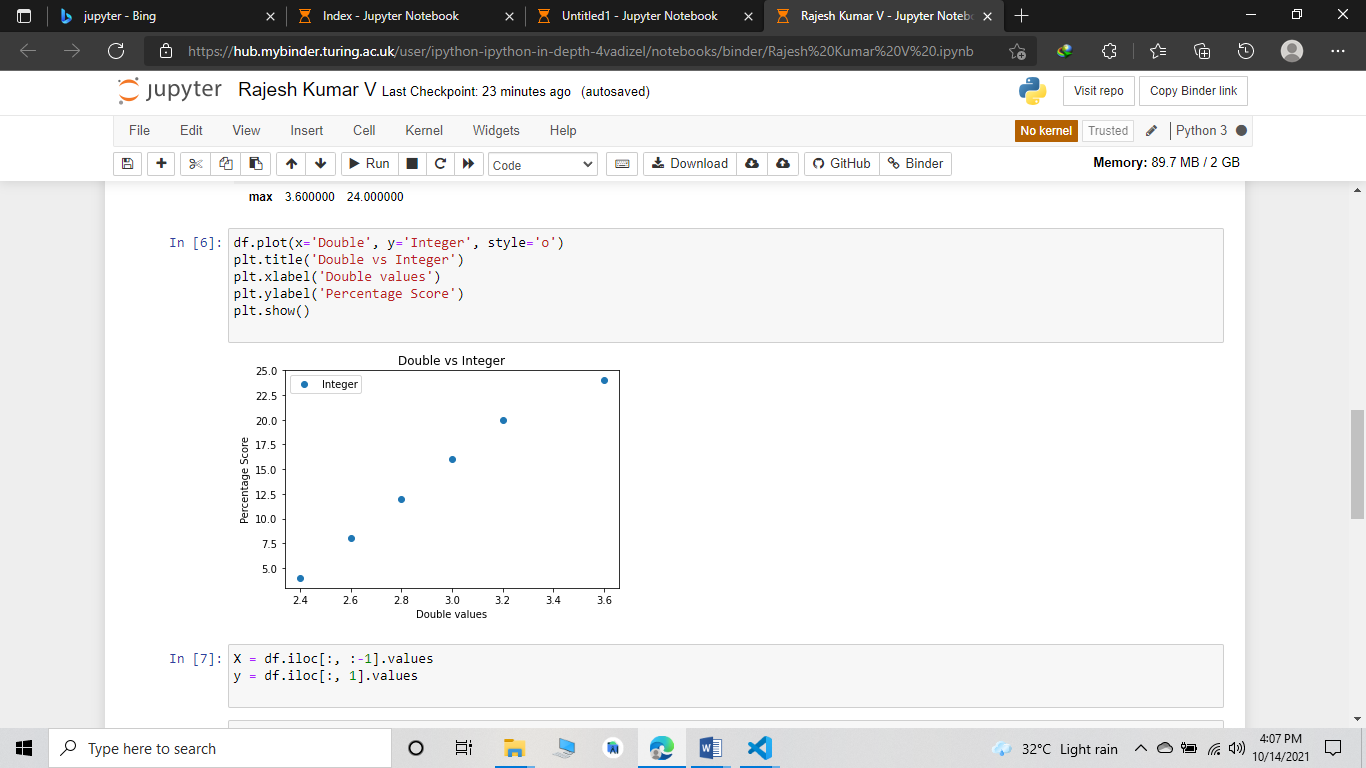 jupyter - Bing
Index - Jupyter Notebook
Untitled1 - Jupyter Notebook
Rajesh Kumar V - Jupyter Noteb
https://hub.mybinder.turing.ac.uk/user/ipython-ipython-in-depth-4vadizel/notebooks/binder/Rajesh%20Kumar%20V%20.ipynb
jupyter Rajesh Kumar V Last Checkpoint: 23 minutes ago (autosaved)
Visit repo
Copy Binder link
File Edit View Insert Cell Kernel Widgets Help
No kernel Trusted Python 3
Run Code Download GitHub Binder
Memory: 89.7 MB / 2 GB
max 3.600000 24.000000
In [6]:
df.plot(x='Double', y='Integer', style='o')
plt.title('Double vs Integer')
plt.xlabel('Double values')
plt.ylabel('Percentage Score')
plt.show()
Double vs Integer
Integer
25.0
22.5
20.0
17.5
15.0
12.5
10.0
7.5
5.0
Percentage Score
2.4 2.6 2.8 3.0 3.2 3.4 3.6
Double values
In [7]:
X = df.iloc[:, :-1].values
y = df.iloc[:, 1].values
Type here to search
32°C Light rain
4:07 PM
10/14/2021